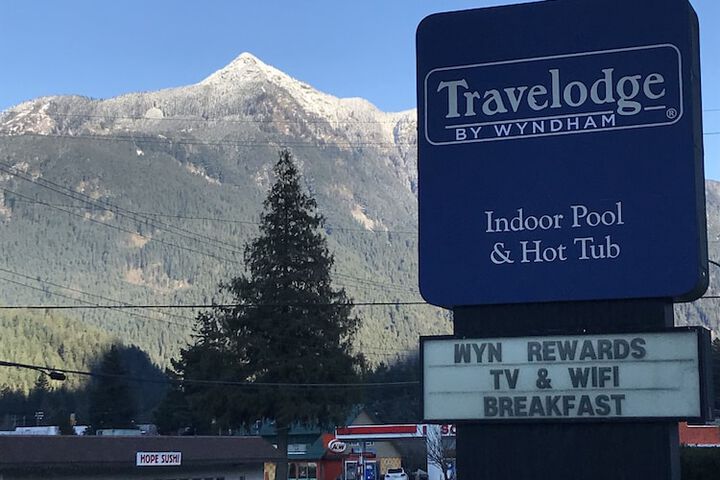 Travelodge®
BY WYNDHAM
Indoor Pool
& Hot Tub
WYN REWARDS
TV & WIFI
BREAKFAST
HOPE SUSHI
A&W